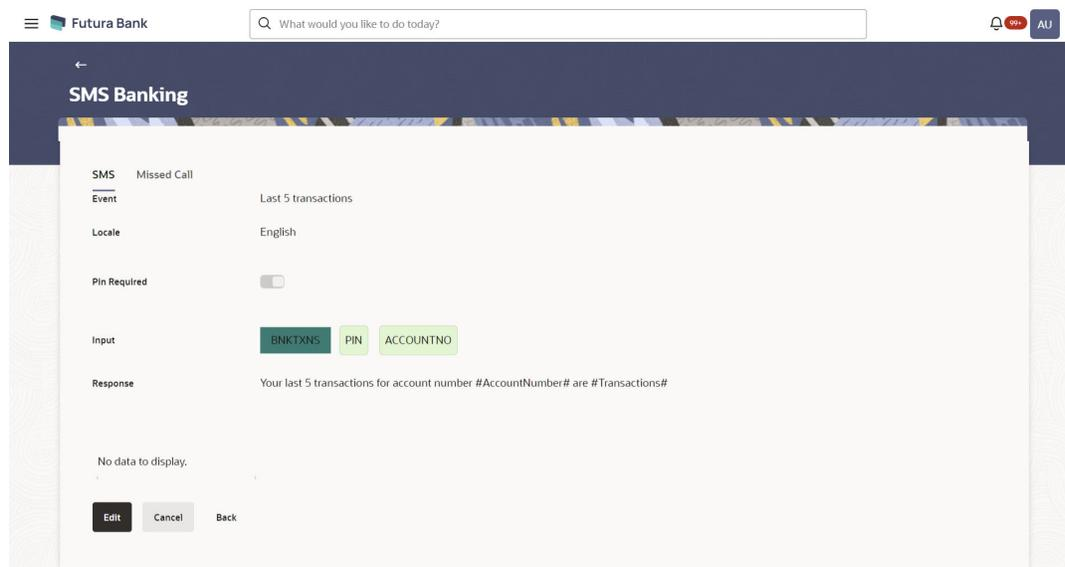 Futura Bank
What would you like to do today?
99+
AU
SMS Banking
SMS Missed Call
Event Last 5 transactions
Locale English
Pin Required
Input BNKTXNS PIN ACCOUNTNO
Response Your last 5 transactions for account number #AccountNumber# are #Transactions#
No data to display.
Edit Cancel Back